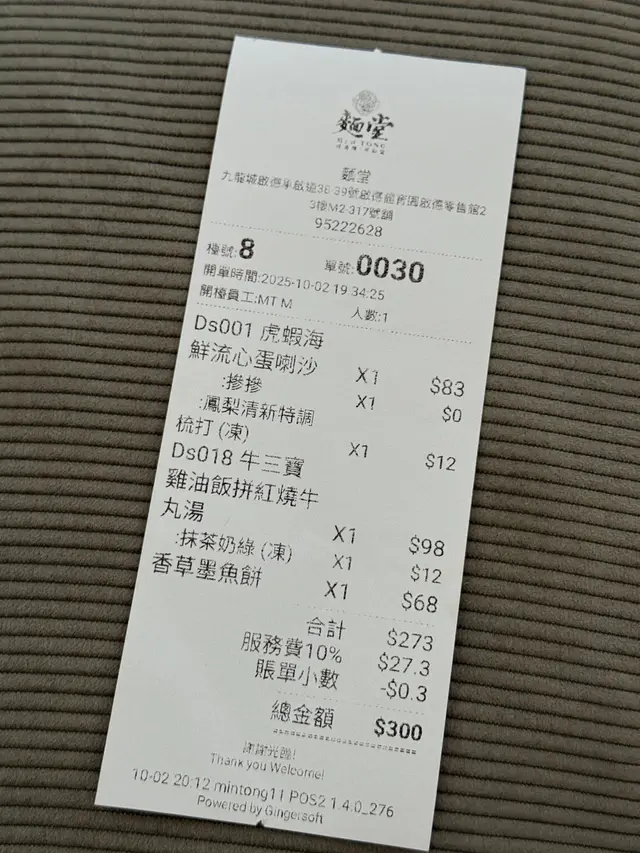 麵堂
MIN TONG
麵堂
九龍城啟德承啟道38-39號啟德體育園啟德零售館2
3樓M2-317號舖
95222628
檯號:8 單號:0030
開單時間:2025-10-02 19:34:25
開檯員工:MT M 人數:1
Ds001 虎蝦海
鮮流心蛋喇沙 X1 $83
:摻摻 X1 $0
:鳳梨清新特調
梳打 (凍) X1 $12
Ds018 牛三寶
雞油飯拼紅燒牛
丸湯 X1 $98
:抹茶奶綠 (凍) X1 $12
香草墨魚餅 X1 $68
合計 $273
服務費10% $27.3
賬單小數 -$0.3
總金額 $300
謝謝光臨!
Thank you Welcome!
10-02 20:12 mintong11 POS2 1.4.0_276
Powered by Gingersoft